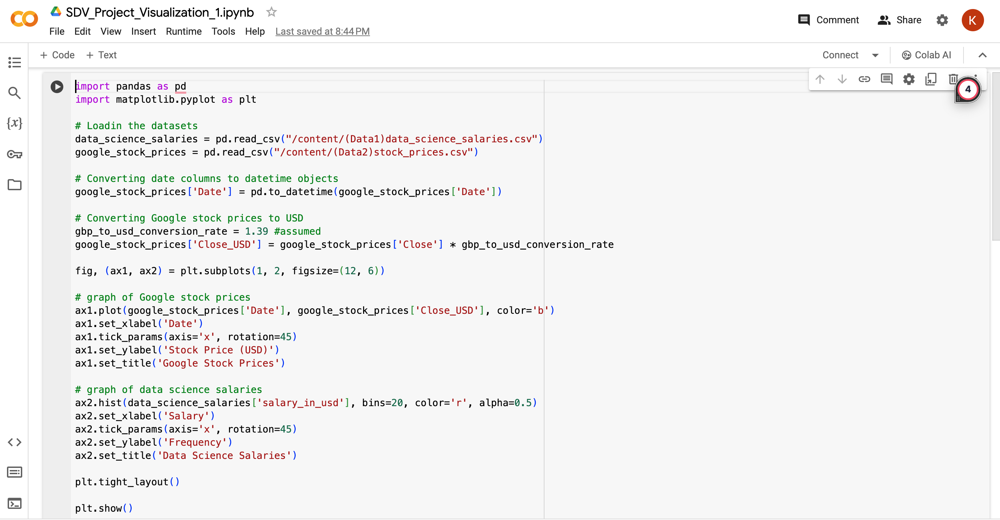 SDV_Project_Visualization_1.ipynb
Comment
Share
K
File Edit View Insert Runtime Tools Help Last saved at 8:44 PM
+ Code + Text
Connect
Colab AI
4
{x}
import pandas as pd
import matplotlib.pyplot as plt
# Loadin the datasets
data_science_salaries = pd.read_csv("/content/(Data1)data_science_salaries.csv")
google_stock_prices = pd.read_csv("/content/(Data2)stock_prices.csv")
# Converting date columns to datetime objects
google_stock_prices['Date'] = pd.to_datetime(google_stock_prices['Date'])
# Converting Google stock prices to USD
gbp_to_usd_conversion_rate = 1.39 #assumed
google_stock_prices['Close_USD'] = google_stock_prices['Close'] * gbp_to_usd_conversion_rate
fig, (ax1, ax2) = plt.subplots(1, 2, figsize=(12, 6))
# graph of Google stock prices
ax1.plot(google_stock_prices['Date'], google_stock_prices['Close_USD'], color='b')
ax1.set_xlabel('Date')
ax1.tick_params(axis='x', rotation=45)
ax1.set_ylabel('Stock Price (USD)')
ax1.set_title('Google Stock Prices')
# graph of data science salaries
ax2.hist(data_science_salaries['salary_in_usd'], bins=20, color='r', alpha=0.5)
ax2.set_xlabel('Salary')
ax2.tick_params(axis='x', rotation=45)
ax2.set_ylabel('Frequency')
ax2.set_title('Data Science Salaries')
plt.tight_layout()
plt.show()